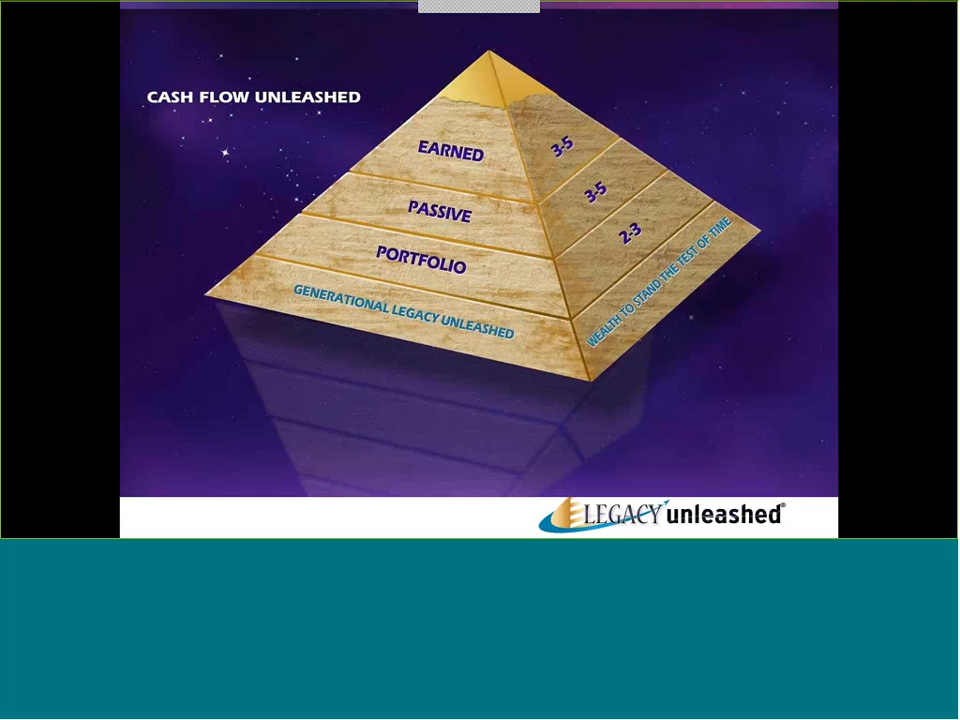 CASH FLOW UNLEASHED
EARNED
3-5
PASSIVE
3-5
PORTFOLIO
2-3
GENERATIONAL LEGACY UNLEASHED
WEALTH TO STAND THE TEST OF TIME
LEGACY unleashed®